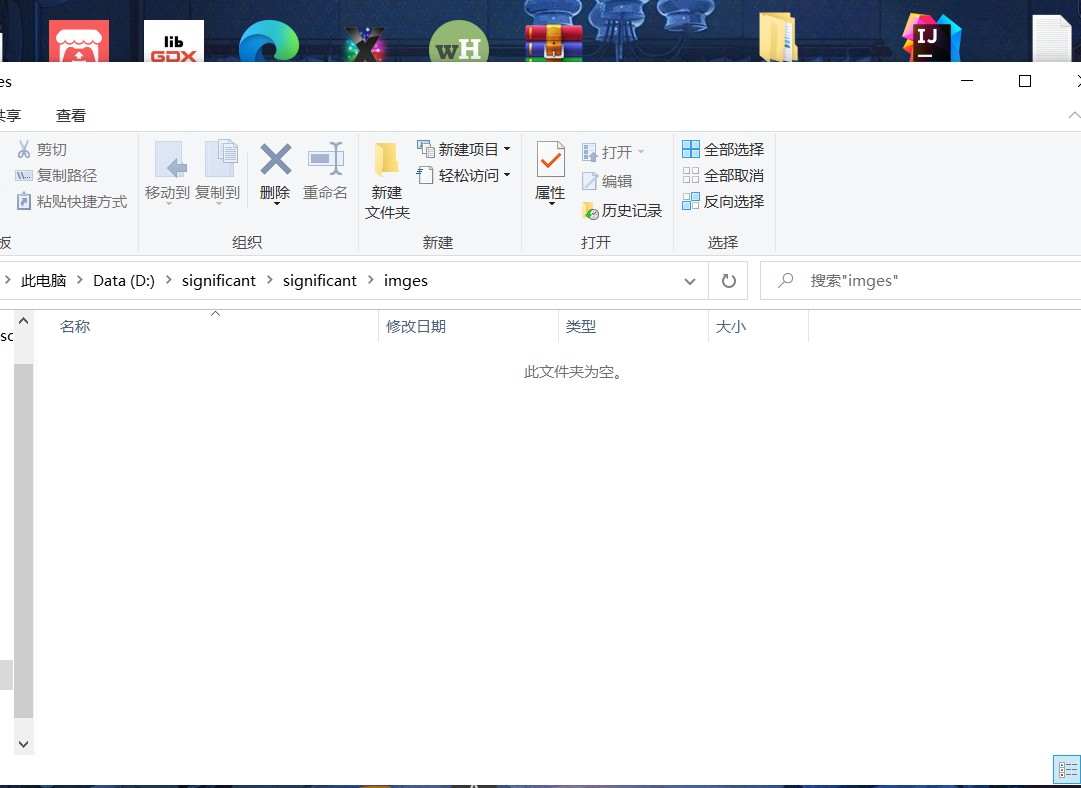 lib
GDX
wH
IJ
es
共享
查看
剪切
复制路径
粘贴快捷方式
板
移动到
复制到
删除
重命名
组织
新建
文件夹
新建项目
轻松访问
新建
属性
打开
编辑
历史记录
打开
全部选择
全部取消
反向选择
选择
此电脑 Data (D:) significant significant imges
搜索"imges"
sc
名称
修改日期
类型
大小
此文件夹为空。